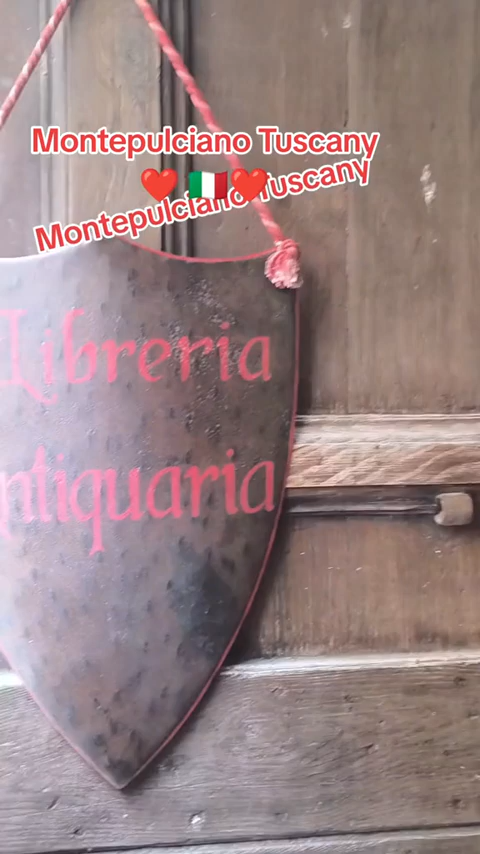 Montepulciano Tuscany
❤️ 🇮🇹 ❤️
Montepulciano Tuscany
Libreria
ntiquaria